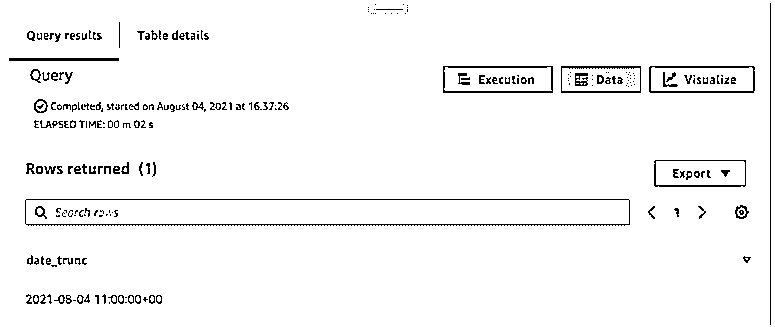 Query results Table details
Query Execution Data Visualize
Completed, started on August 04, 2021 at 16.37:26
ELAPSED TIME: 00 m 02 s
Rows returned (1)
Export
Search rows 1
date_trunc
2021-08-04 11:00:00+00